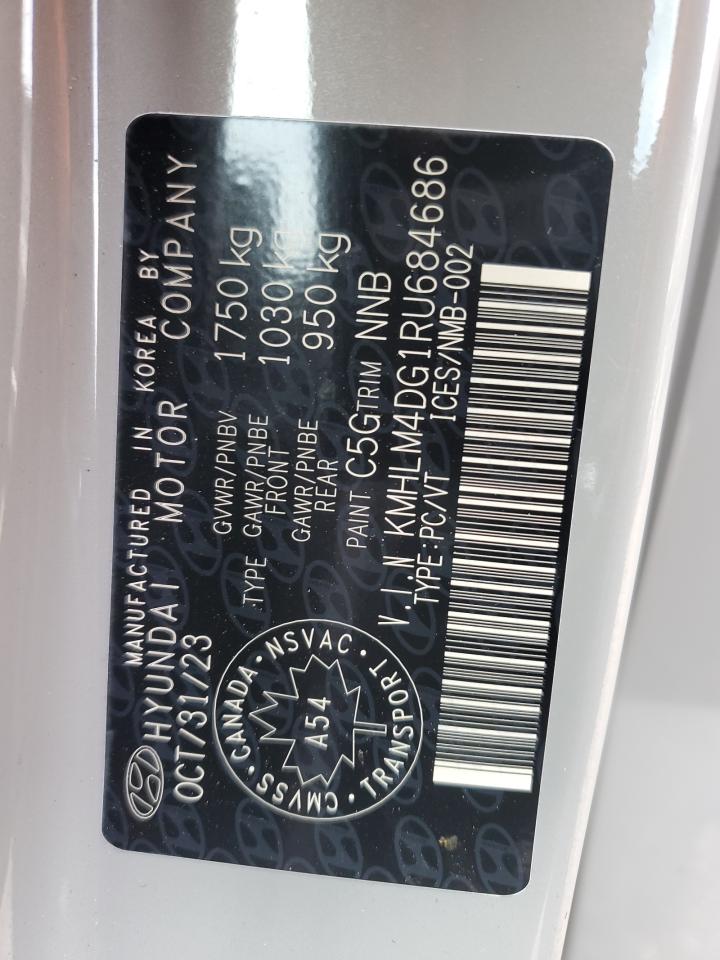 MANUFACTURED IN KOREA BY
HYUNDAI MOTOR COMPANY
OCT/31/23
GVWR/PNBV 1750 kg
TYPE GAWR/PNBE 1030 kg
FRONT
GAWR/PNBE 950 kg
REAR
CMVSS • CANADA • NSVAC • TRANSPORT •
A54
PAINT C5G TRIM NNB
V.I.N KMHLM4DG1RU684686
TYPE:PC/VT ICES/NMB-002